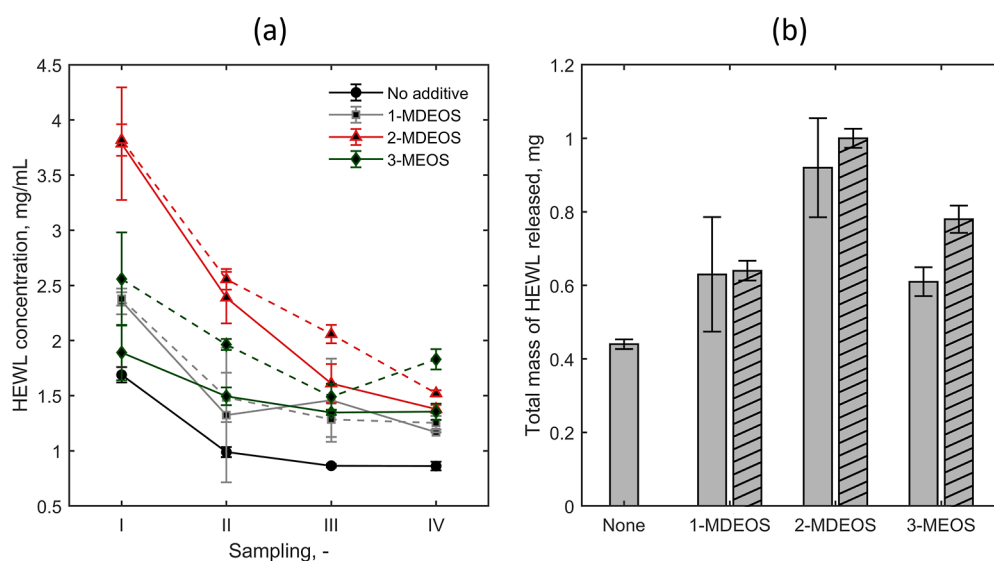 (a)
HEWL concentration, mg/mL
4.5
4
3.5
3
2.5
2
1.5
1
0.5
No additive
1-MDEOS
2-MDEOS
3-MEOS
I
II
III
IV
Sampling, -
(b)
Total mass of HEWL released, mg
1.2
1
0.8
0.6
0.4
0.2
0
None
1-MDEOS
2-MDEOS
3-MEOS